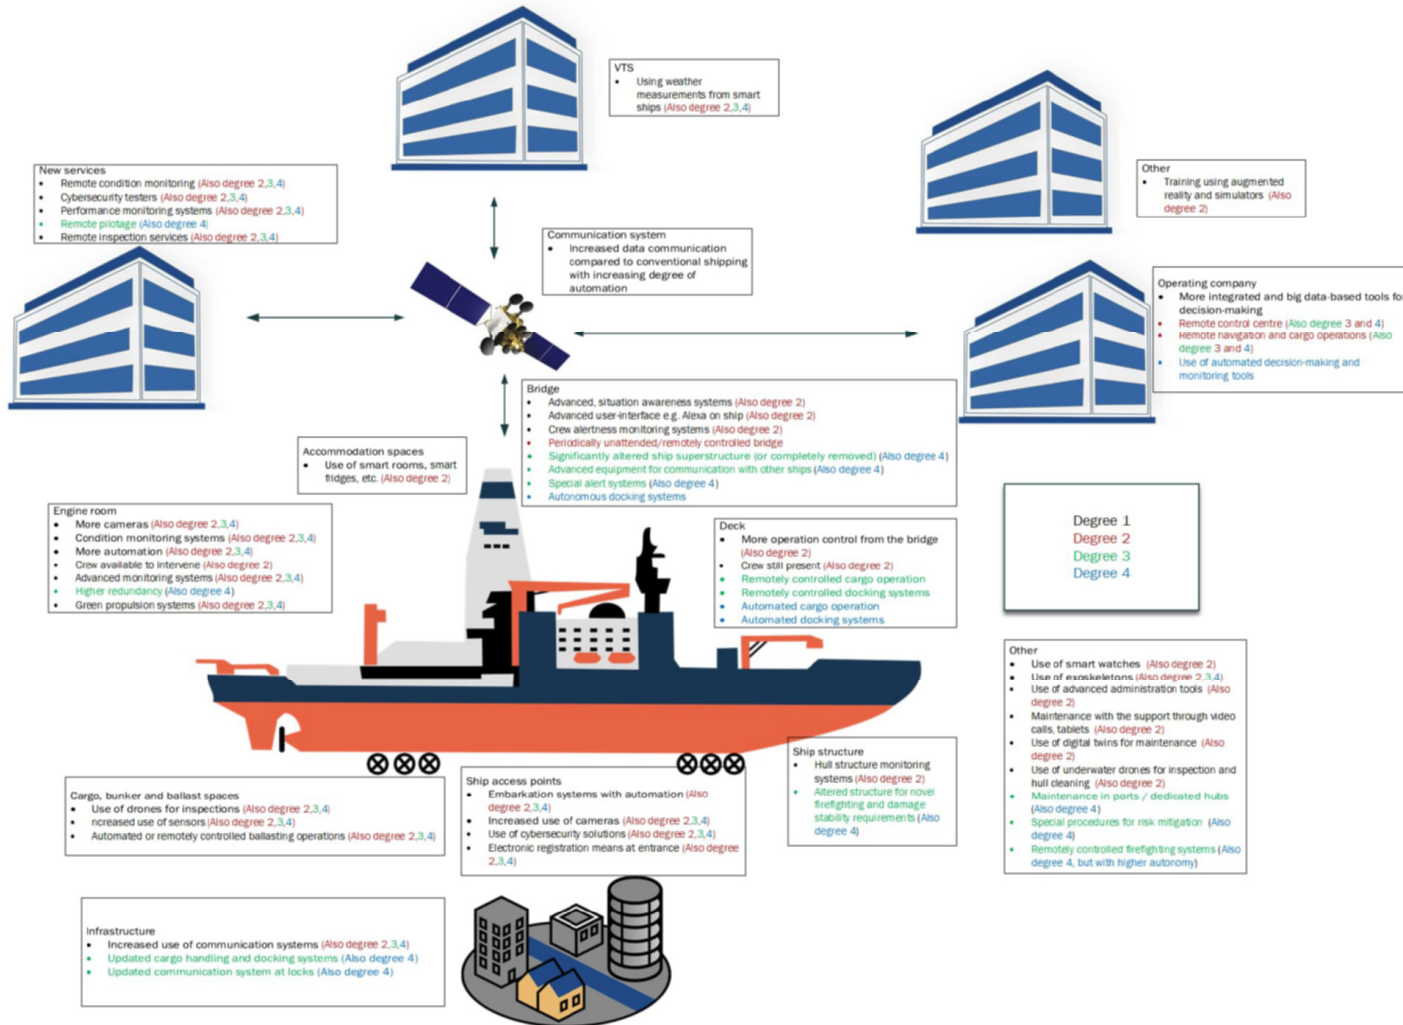 VTS
• Using weather
measurements from smart
ships (Also degree 2,3,4)
Other
• Training using augmented
reality and simulators (Also
degree 2)
New services
• Remote condition monitoring (Also degree 2,3,4)
• Cybersecurity testers (Also degree 2,3,4)
• Performance monitoring systems (Also degree 2,3,4)
• Remote pilotage (Also degree 4)
• Remote inspection services (Also degree 2,3,4)
Communication system
• Increased data communication
compared to conventional shipping
with increasing degree of
automation
Operating company
• More integrated and big data-based tools for
decision-making
• Remote control centre (Also degree 3 and 4)
• Remote navigation and cargo operations (Also
degree 3 and 4)
• Use of automated decision-making and
monitoring tools
Bridge
• Advanced, situation awareness systems (Also degree 2)
• Advanced user-interface e.g. Alexa on ship (Also degree 2)
• Crew alertness monitoring systems (Also degree 2)
• Periodically unattended/remotely controlled bridge
• Significantly altered ship superstructure (or completely removed) (Also degree 4)
• Advanced equipment for communication with other ships (Also degree 4)
• Special alert systems (Also degree 4)
• Autonomous docking systems
Accommodation spaces
• Use of smart rooms, smart
fridges, etc. (Also degree 2)
Engine room
• More cameras (Also degree 2,3,4)
• Condition monitoring systems (Also degree 2,3,4)
• More automation (Also degree 2,3,4)
• Crew available to intervene (Also degree 2)
• Advanced monitoring systems (Also degree 2,3,4)
• Higher redundancy (Also degree 4)
• Green propulsion systems (Also degree 2,3,4)
Deck
• More operation control from the bridge
(Also degree 2)
• Crew still present (Also degree 2)
• Remotely controlled cargo operation
• Remotely controlled docking systems
• Automated cargo operation
• Automated docking systems
Degree 1
Degree 2
Degree 3
Degree 4
Other
• Use of smart watches (Also degree 2)
• Use of exoskeletons (Also degree 2,3,4)
• Use of advanced administration tools (Also
degree 2)
• Maintenance with the support through video
calls, tablets (Also degree 2)
• Use of digital twins for maintenance (Also
degree 2)
• Use of underwater drones for inspection and
hull cleaning (Also degree 2)
• Maintenance in ports / dedicated hubs
(Also degree 4)
• Special procedures for risk mitigation (Also
degree 4)
• Remotely controlled firefighting systems (Also
degree 4, but with higher autonomy)
Ship structure
• Hull structure monitoring
systems (Also degree 2)
• Altered structure for novel
firefighting and damage
stability requirements (Also
degree 4)
Ship access points
• Embarkation systems with automation (Also
degree 2,3,4)
• Increased use of cameras (Also degree 2,3,4)
• Use of cybersecurity solutions (Also degree 2,3,4)
• Electronic registration means at entrance (Also degree
2,3,4)
Cargo, bunker and ballast spaces
• Use of drones for inspections (Also degree 2,3,4)
• ncreased use of sensors (Also degree 2,3,4)
• Automated or remotely controlled ballasting operations (Also degree 2,3,4)
Infrastructure
• Increased use of communication systems (Also degree 2,3,4)
• Updated cargo handling and docking systems (Also degree 4)
• Updated communication system at locks (Also degree 4)